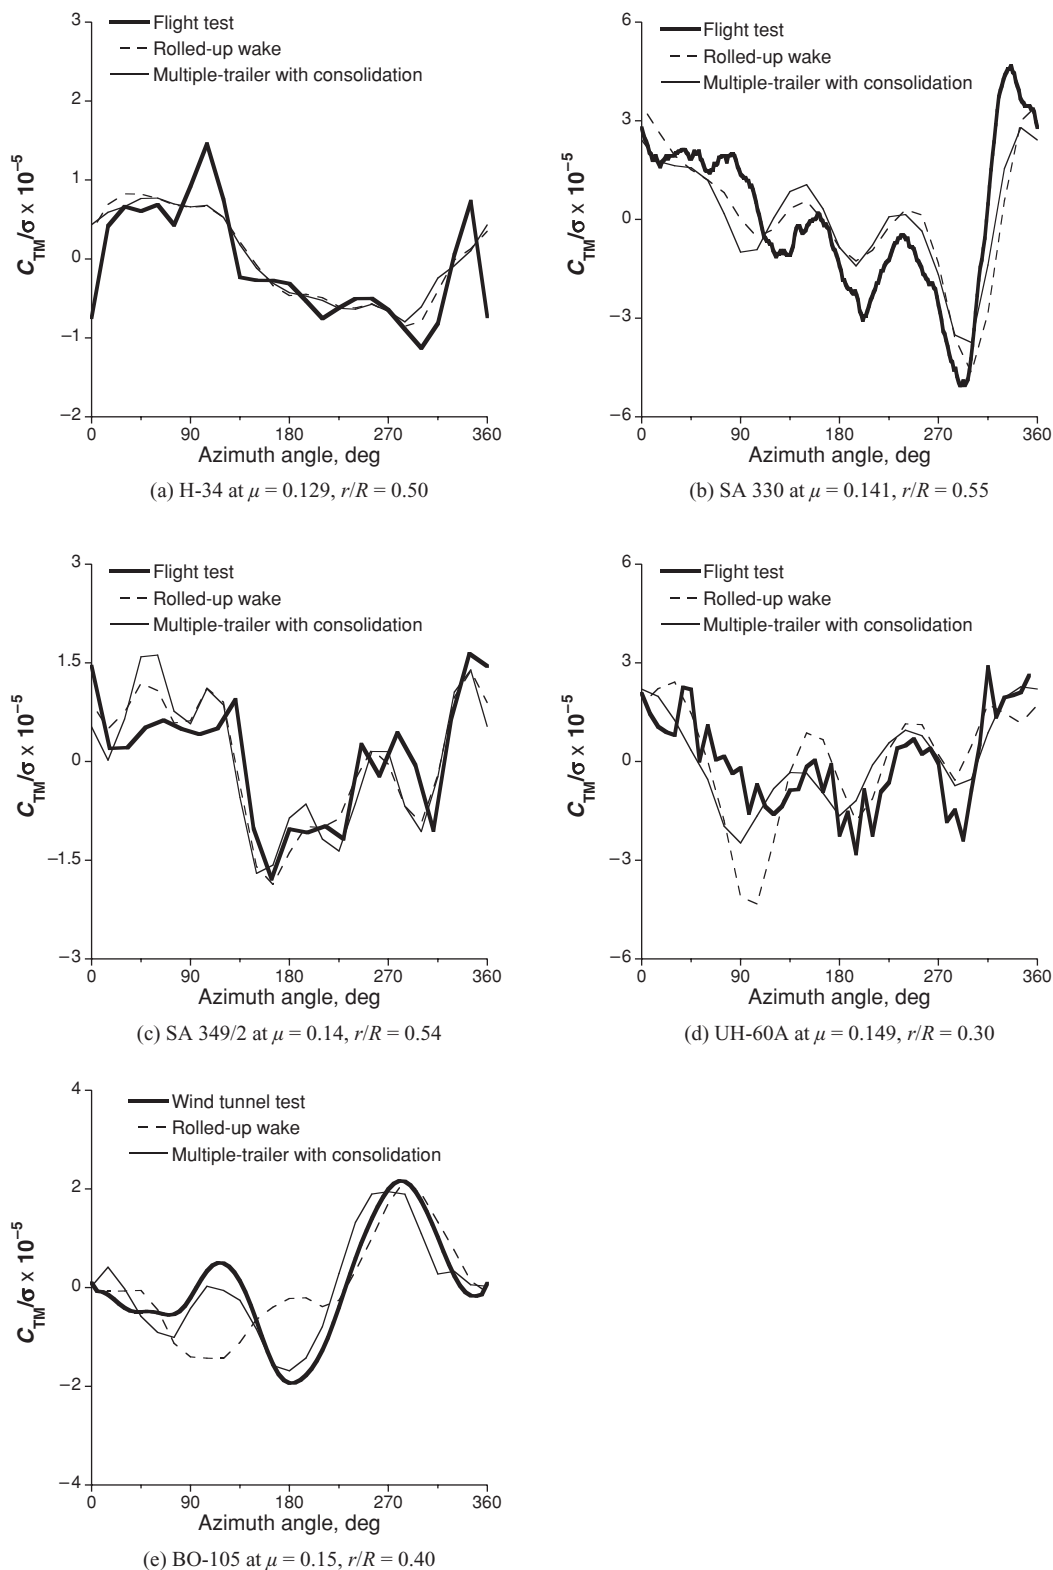 3
2
1
0
−1
−2
C_TM/σ x 10^−5
Flight test
Rolled-up wake
Multiple-trailer with consolidation
0 90 180 270 360
Azimuth angle, deg
(a) H-34 at μ = 0.129, r/R = 0.50
6
3
0
−3
−6
C_TM/σ x 10^−5
Flight test
Rolled-up wake
Multiple-trailer with consolidation
0 90 180 270 360
Azimuth angle, deg
(b) SA 330 at μ = 0.141, r/R = 0.55
3
1.5
0
−1.5
−3
C_TM/σ x 10^−5
Flight test
Rolled-up wake
Multiple-trailer with consolidation
0 90 180 270 360
Azimuth angle, deg
(c) SA 349/2 at μ = 0.14, r/R = 0.54
6
3
0
−3
−6
C_TM/σ x 10^−5
Flight test
Rolled-up wake
Multiple-trailer with consolidation
0 90 180 270 360
Azimuth angle, deg
(d) UH-60A at μ = 0.149, r/R = 0.30
4
2
0
−2
−4
C_TM/σ x 10^−5
Wind tunnel test
Rolled-up wake
Multiple-trailer with consolidation
0 90 180 270 360
Azimuth angle, deg
(e) BO-105 at μ = 0.15, r/R = 0.40